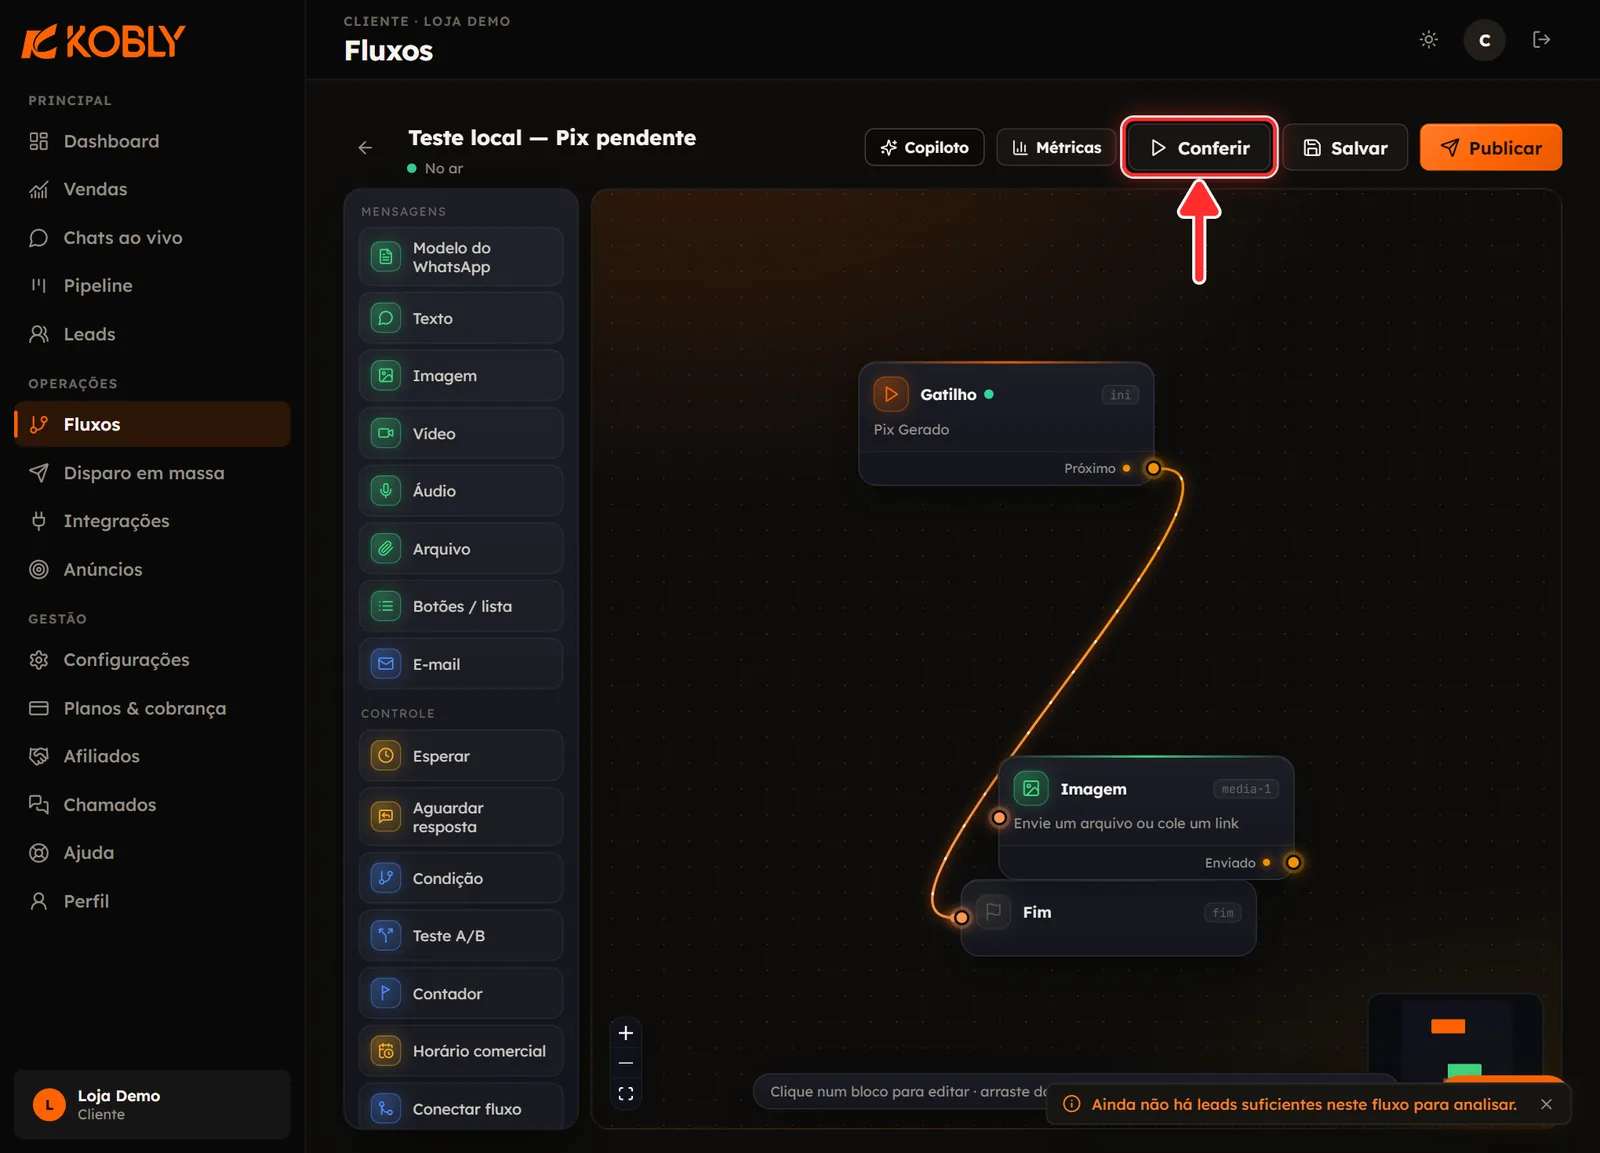 KOBLY
PRINCIPAL
Dashboard
Vendas
Chats ao vivo
Pipeline
Leads
OPERAÇÕES
Fluxos
Disparo em massa
Integrações
Anúncios
GESTÃO
Configurações
Planos & cobrança
Afiliados
Chamados
Ajuda
Perfil
L
Loja Demo
Cliente
CLIENTE · LOJA DEMO
Fluxos
C
Teste local — Pix pendente
No ar
Copiloto
Métricas
Conferir
Salvar
Publicar
MENSAGENS
Modelo do
WhatsApp
Texto
Imagem
Vídeo
Áudio
Arquivo
Botões / lista
E-mail
CONTROLE
Esperar
Aguardar
resposta
Condição
Teste A/B
Contador
Horário comercial
Conectar fluxo
Gatilho
ini
Pix Gerado
Próximo
Imagem
media-1
Envie um arquivo ou cole um link
Enviado
Fim
fim
Clique num bloco para editar · arraste
Ainda não há leads suficientes neste fluxo para analisar.